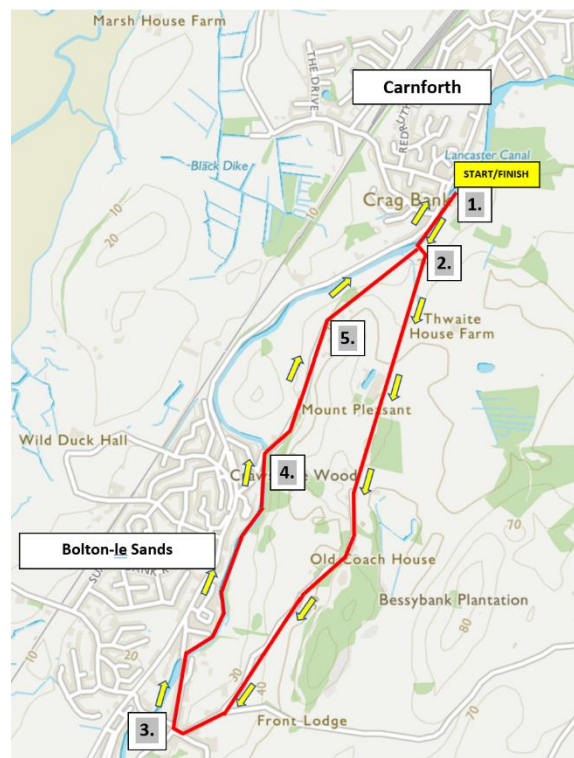 Marsh House Farm
Carnforth
THE DRIVE
REDRUTH
Lancaster Canal
Black Dike
START/FINISH
Crag Bank
1.
10
10
20
2.
Thwaite
House Farm
5.
Mount Pleasant
Wild Duck Hall
4.
Wood
70
Bolton-le Sands
Old Coach House
Bessybank Plantation
80
70
20
30
40
10
3.
Front Lodge